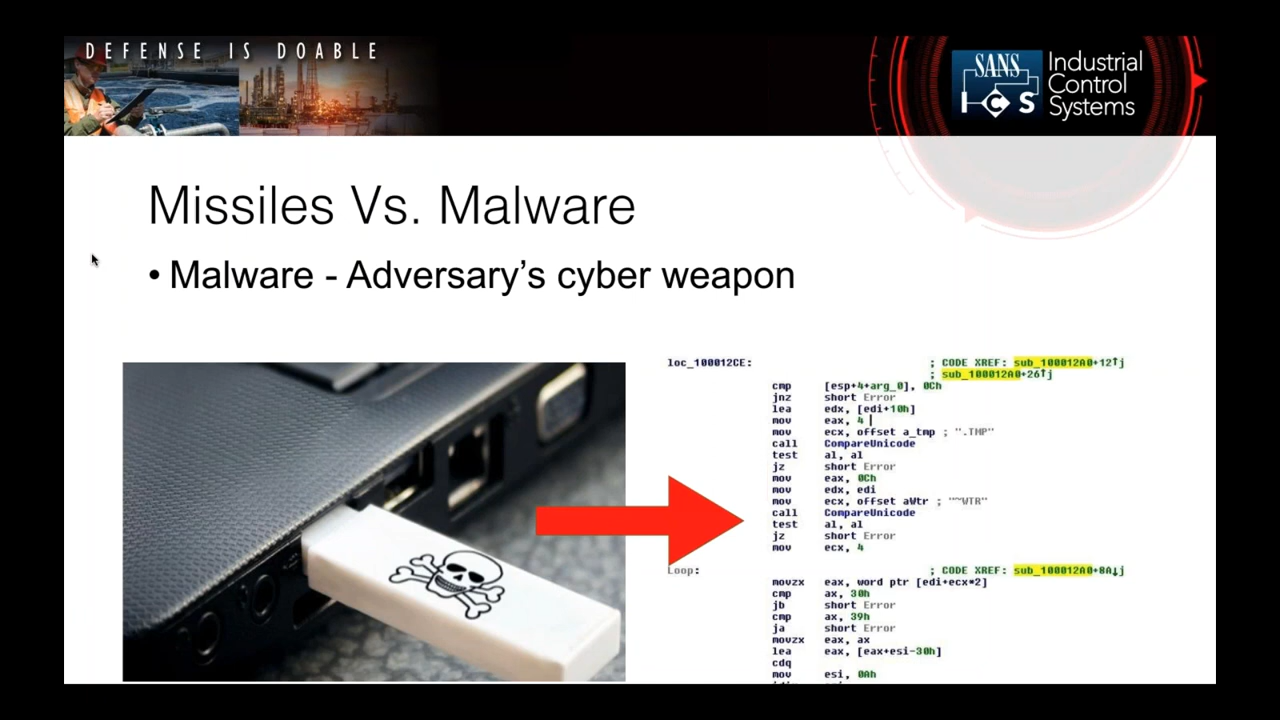 DEFENSE IS DOABLE
SANS
ICS
Industrial
Control
Systems
Missiles Vs. Malware
• Malware - Adversary’s cyber weapon
loc_100012CE: ; CODE XREF: sub_100012A0+12↑j
; sub_100012A0+26↑j
cmp [esp+4+arg_0], 0Ch
jnz short Error
lea edx, [edi+10h]
mov eax, 4
mov ecx, offset a_tmp ; ".TMP"
call CompareUnicode
test al, al
jz short Error
mov eax, 0Ch
mov edx, edi
mov ecx, offset aWtr ; "~WTR"
call CompareUnicode
test al, al
jz short Error
mov ecx, 4
Loop: ; CODE XREF: sub_100012A0+8A↓j
movzx eax, word ptr [edi+ecx*2]
cmp ax, 30h
jb short Error
cmp ax, 39h
ja short Error
movzx eax, ax
lea esi, [eax+esi-30h]
cdq
mov esi, 0Ah